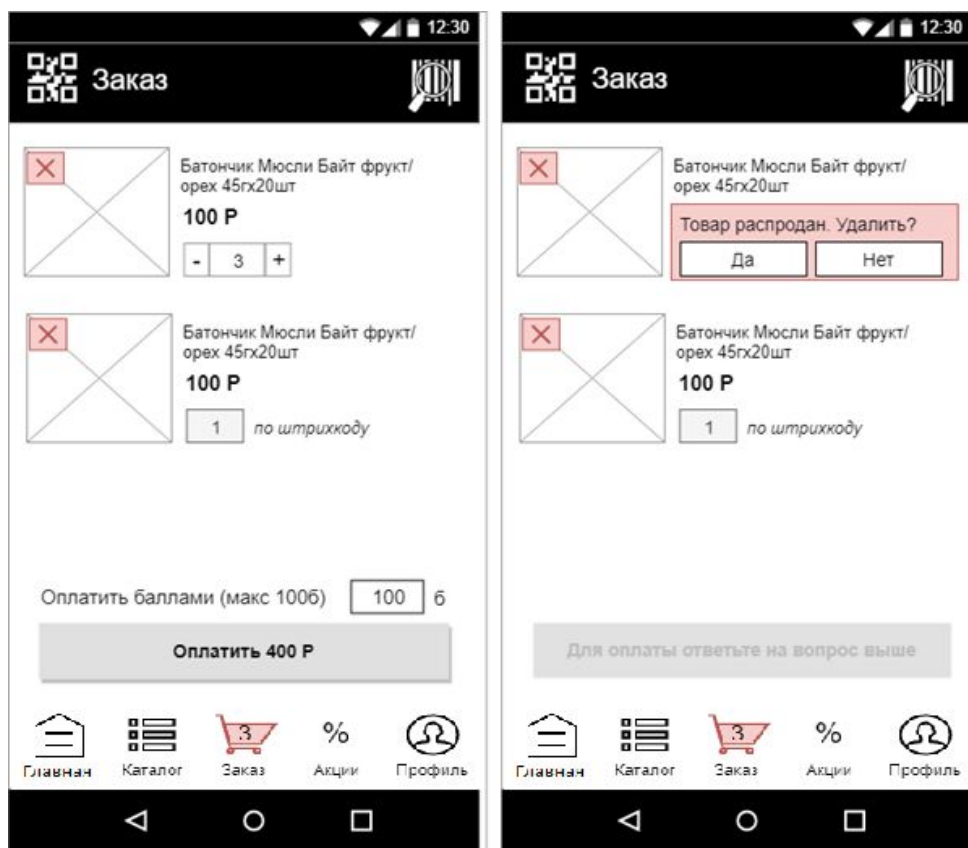 12:30
Заказ
Батончик Мюсли Байт фрукт/
орех 45гх20шт
100 Р
- 3 +
Батончик Мюсли Байт фрукт/
орех 45гх20шт
100 Р
1 по штрихкоду
Оплатить баллами (макс 100б) 100 б
Оплатить 400 Р
3 %
Главная Каталог Заказ Акции Профиль
12:30
Заказ
Батончик Мюсли Байт фрукт/
орех 45гх20шт
Товар распродан. Удалить?
Да Нет
Батончик Мюсли Байт фрукт/
орех 45гх20шт
100 Р
1 по штрихкоду
Для оплаты ответьте на вопрос выше
3 %
Главная Каталог Заказ Акции Профиль